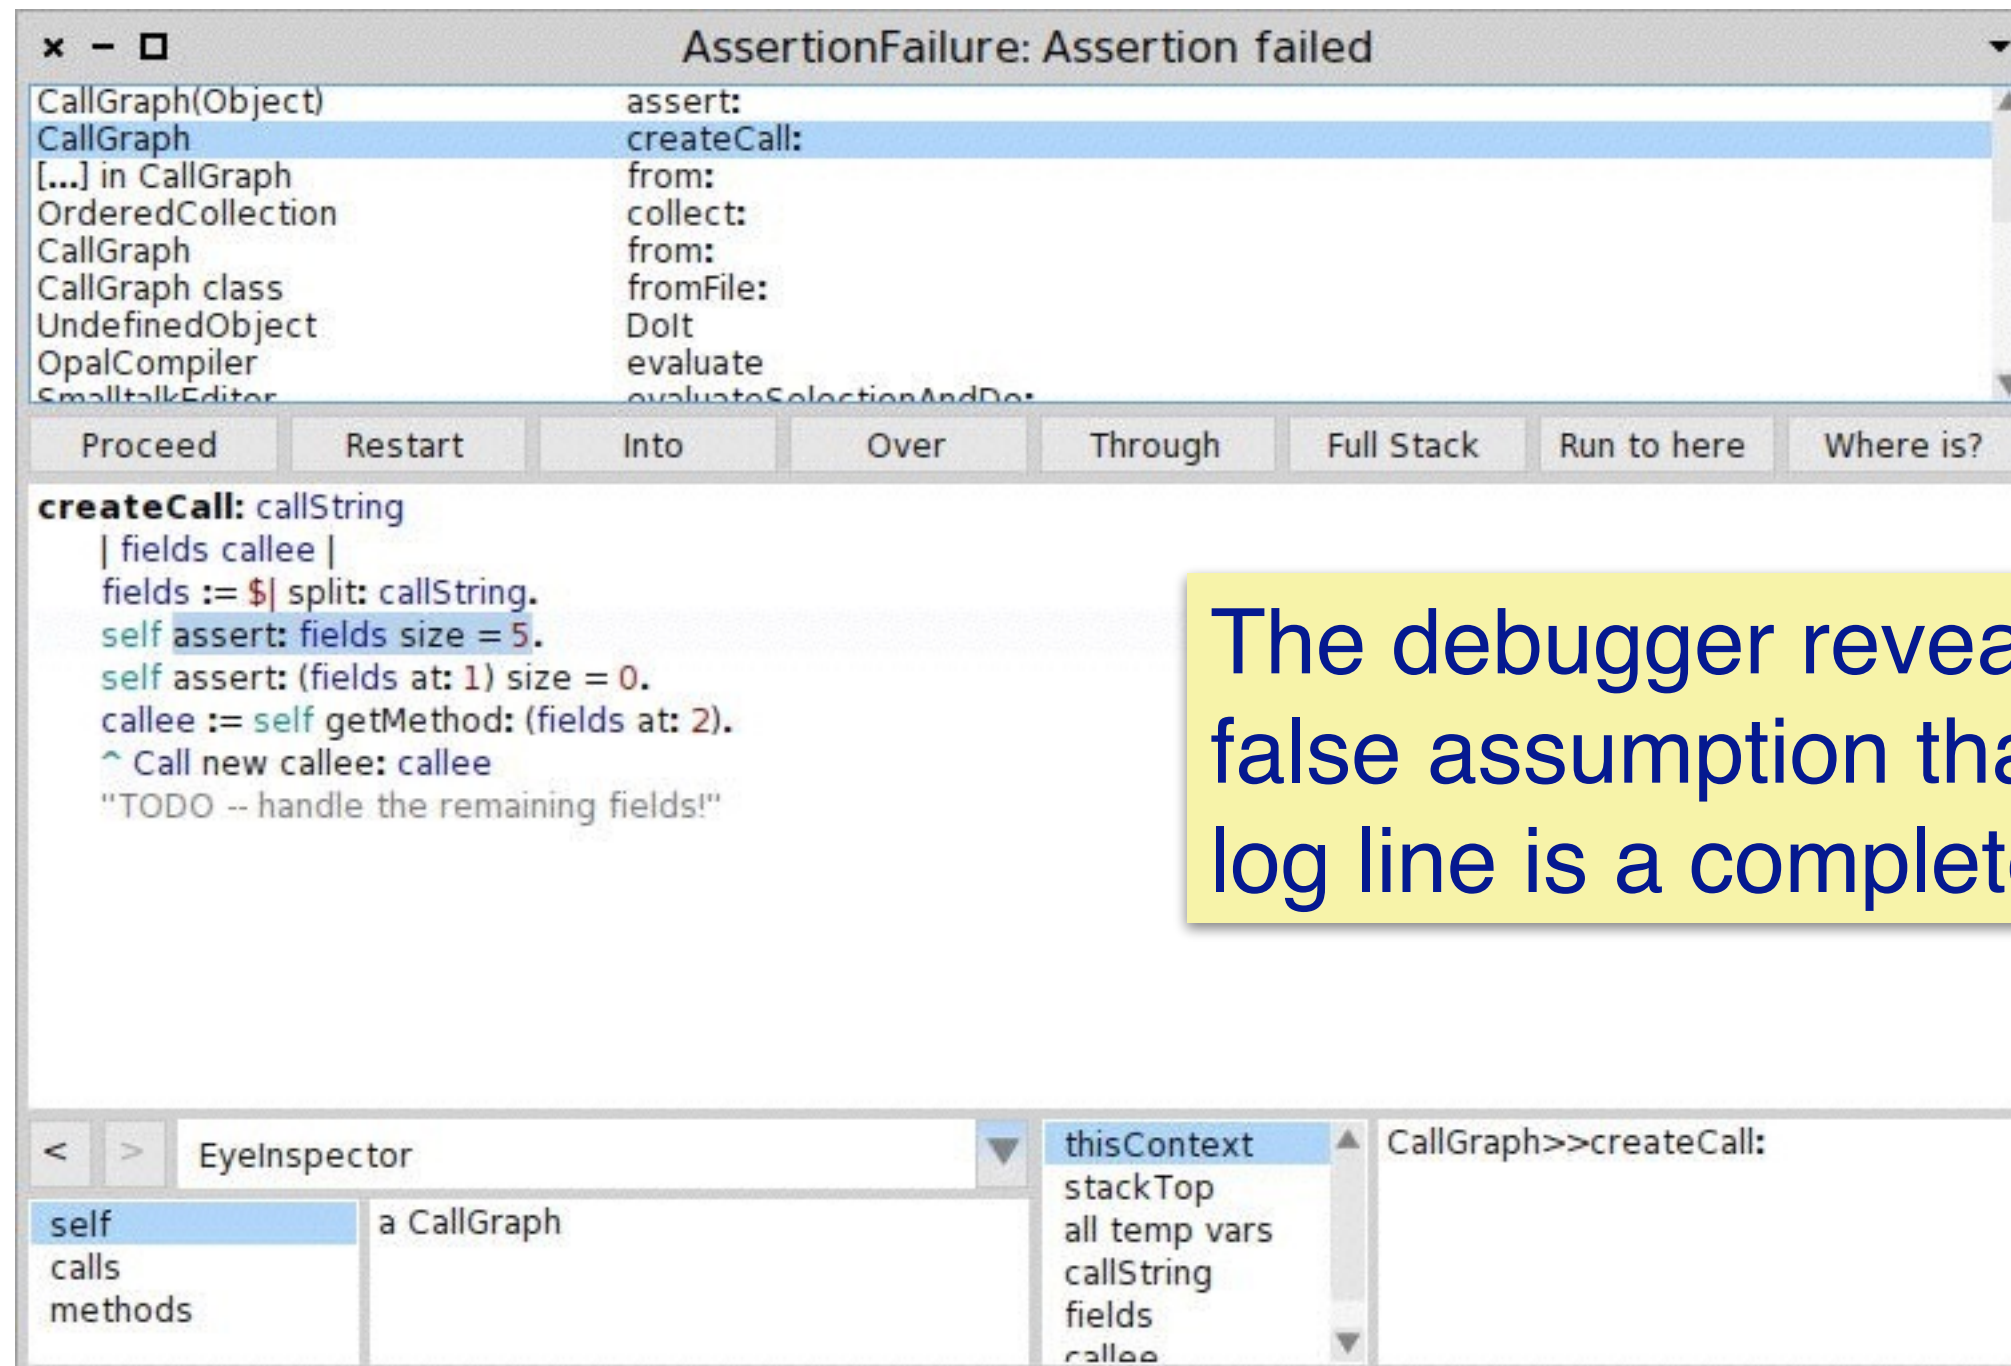 AssertionFailure: Assertion failed
CallGraph(Object) assert:
CallGraph createCall:
[...] in CallGraph from:
OrderedCollection collect:
CallGraph from:
CallGraph class fromFile:
UndefinedObject DoIt
OpalCompiler evaluate
SmalltalkEditor evaluateSelectionAndDo:
Proceed Restart Into Over Through Full Stack Run to here Where is?
createCall: callString
| fields callee |
fields := $| split: callString.
self assert: fields size = 5.
self assert: (fields at: 1) size = 0.
callee := self getMethod: (fields at: 2).
^ Call new callee: callee
"TODO -- handle the remaining fields!"
The debugger revea
false assumption tha
log line is a complet
< > EyeInspector
self
calls
methods
a CallGraph
thisContext
stackTop
all temp vars
callString
fields
callee
CallGraph>>createCall: